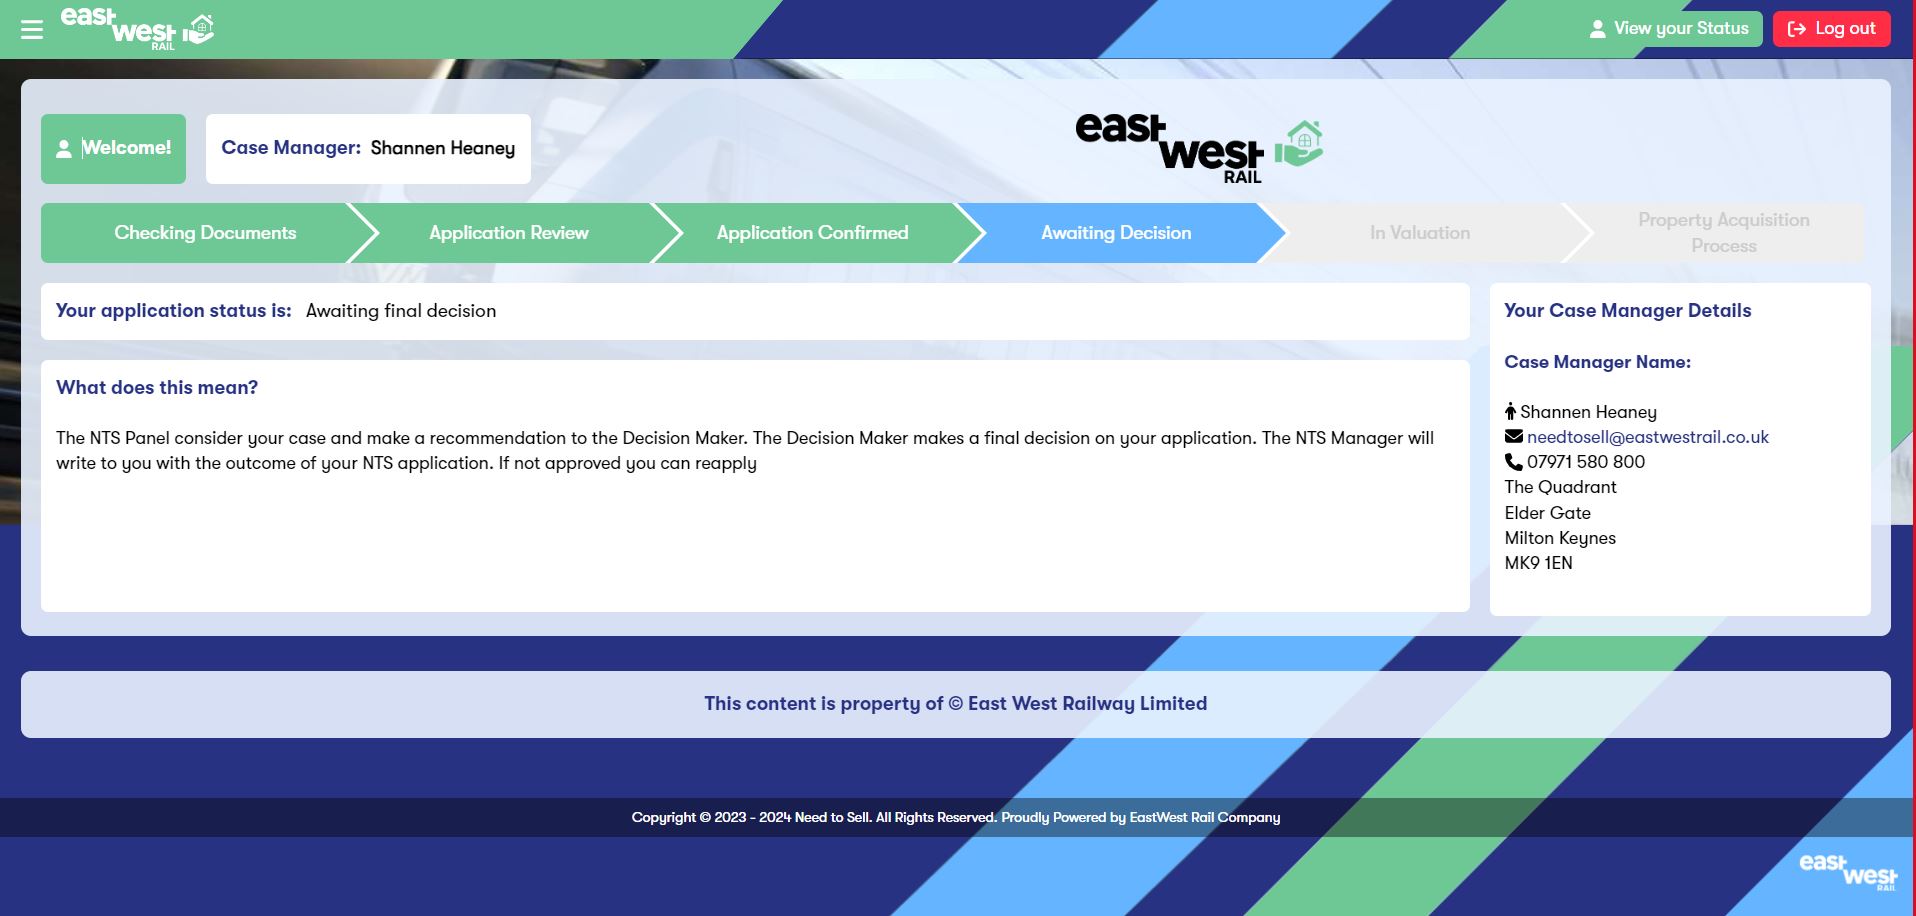 east
west
RAIL
View your Status
Log out
Welcome!
Case Manager: Shannen Heaney
east
west
RAIL
Checking Documents
Application Review
Application Confirmed
Awaiting Decision
In Valuation
Property Acquisition
Process
Your application status is: Awaiting final decision
What does this mean?
The NTS Panel consider your case and make a recommendation to the Decision Maker. The Decision Maker makes a final decision on your application. The NTS Manager will
write to you with the outcome of your NTS application. If not approved you can reapply
Your Case Manager Details
Case Manager Name:
Shannen Heaney
needtosell@eastwestrail.co.uk
07971 580 800
The Quadrant
Elder Gate
Milton Keynes
MK9 1EN
This content is property of © East West Railway Limited
Copyright © 2023 - 2024 Need to Sell. All Rights Reserved. Proudly Powered by EastWest Rail Company
east
west
RAIL